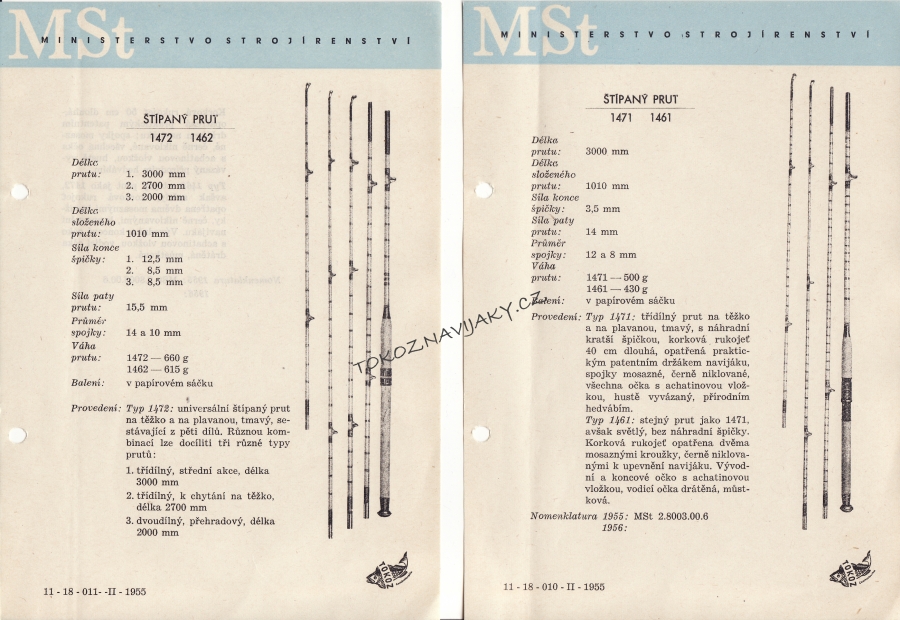 MSt
MINISTERSTVO STROJÍRENSTVÍ
ŠTÍPANÝ PRUT
1472 1462
Délka
prutu: 1. 3000 mm
2. 2700 mm
3. 2000 mm
Délka
složeného
prutu: 1010 mm
Síla konce
špičky: 1. 12,5 mm
2. 8,5 mm
3. 8,5 mm
Síla paty
prutu: 15,5 mm
Průměr
spojky: 14 a 10 mm
Váha
prutu: 1472 — 660 g
1462 — 615 g
Balení: v papírovém sáčku
Provedení: Typ 1472: universální štípaný prut
na těžko a na plavanou, tmavý, se-
stávající z pěti dílů. Různou kom-
binací lze docíliti tři různé typy
prutů:
1. třídílný, střední akce, délka
3000 mm
2. třídílný, k chytání na těžko,
délka 2700 mm
3. dvoudílný, přehradový, délka
2000 mm
TOKOZ
11 - 18 - 011- -II - 1955
MSt
MINISTERSTVO STROJÍRENSTVÍ
ŠTÍPANÝ PRUT
1471 1461
Délka
prutu: 3000 mm
Délka
složeného
prutu: 1010 mm
Síla konce
špičky: 3,5 mm
Síla paty
prutu: 14 mm
Průměr
spojky: 12 a 8 mm
Váha
prutu: 1471 — 500 g
1461 — 430 g
Balení: v papírovém sáčku
Provedení: Typ 1471: třídílný prut na těžko
a na plavanou, tmavý, s náhradní
kratší špičkou, korková rukojeť
40 cm dlouhá, opatřená praktic-
kým patentním držákem navijáku,
spojky mosazné, černě niklované,
všechna očka s achatinovou vlož-
kou, hustě vyvázaný, přírodním
hedvábím.
Typ 1461: stejný prut jako 1471,
avšak světlý, bez náhradní špičky.
Korková rukojeť opatřena dvěma
mosaznými kroužky, černě niklova-
nými k upevnění navijáku. Vývod-
ní a koncové očko s achatinovou
vložkou, vodicí očka drátěná, můst-
ková.
Nomenklatura 1955: MSt 2.8003.00.6
1956:
TOKOZ
11 - 18 - 010 - II - 1955
TOKOZNAVIJAKY.CZ